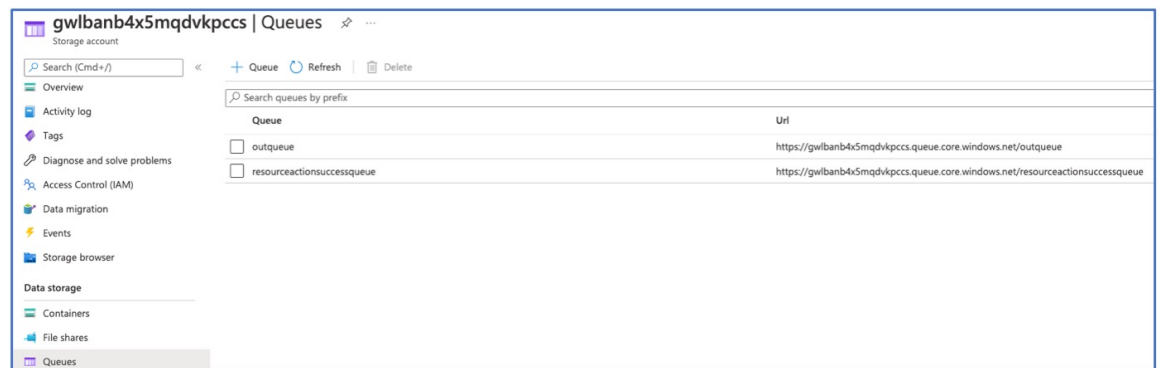 gwlbanb4x5mqdvkpccs | Queues ...
Storage account
Search (Cmd+/) «
Overview
Activity log
Tags
Diagnose and solve problems
Access Control (IAM)
Data migration
Events
Storage browser
Data storage
Containers
File shares
Queues
+ Queue Refresh Delete
Search queues by prefix
Queue Url
outqueue https://gwlbanb4x5mqdvkpccs.queue.core.windows.net/outqueue
resourceactionsuccessqueue https://gwlbanb4x5mqdvkpccs.queue.core.windows.net/resourceactionsuccessqueue